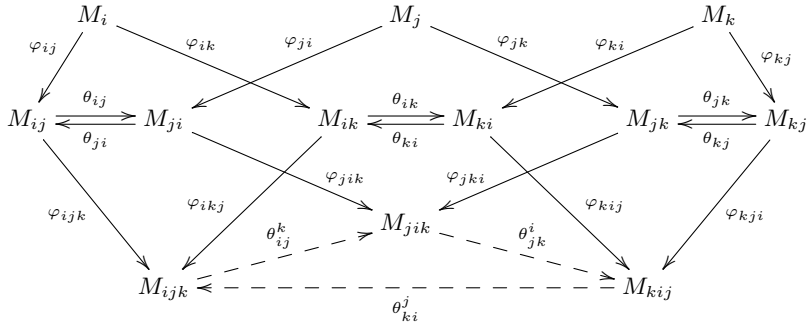 M_i M_j M_k
φ_{ij} φ_{ik} φ_{ji} φ_{jk} φ_{ki} φ_{kj}
θ_{ij} θ_{ik} θ_{jk}
M_{ij} M_{ji} M_{ik} M_{ki} M_{jk} M_{kj}
θ_{ji} θ_{ki} θ_{kj}
φ_{jik} φ_{jki}
φ_{ijk} φ_{ikj} φ_{kij} φ_{kji}
M_{jik}
θ_{ij}^k θ_{jk}^i
M_{ijk} M_{kij}
θ_{ki}^j